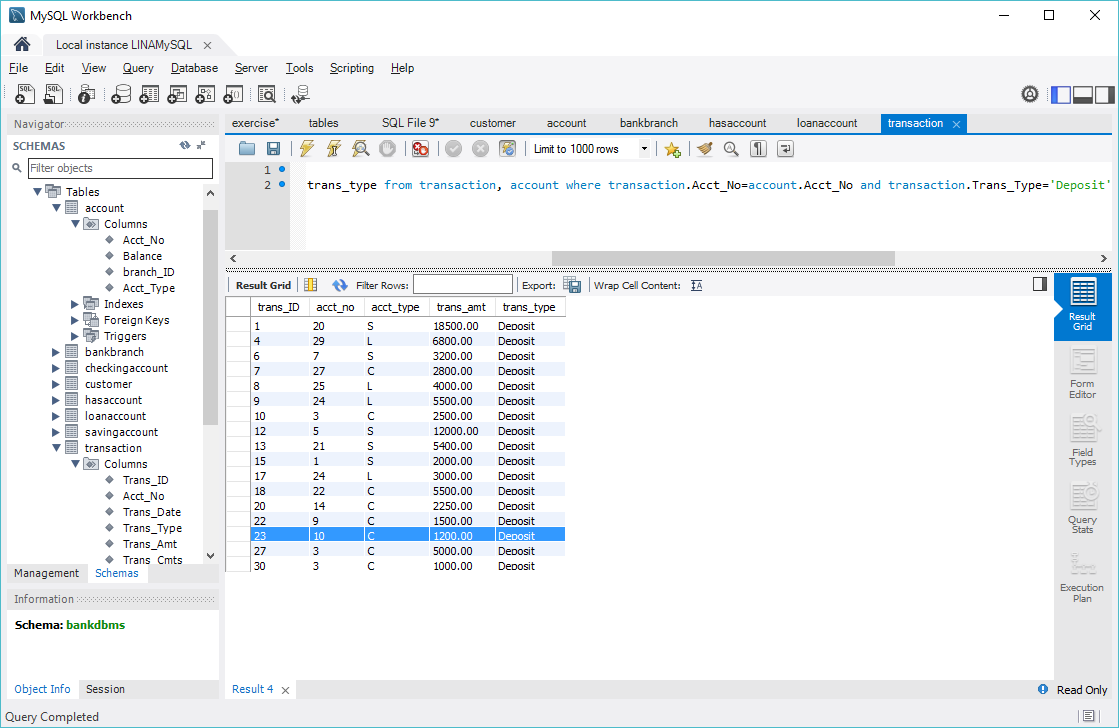 MySQL Workbench
Local instance LINAMySQL
File Edit View Query Database Server Tools Scripting Help
Navigator
SCHEMAS
Filter objects
Tables
account
Columns
Acct_No
Balance
branch_ID
Acct_Type
Indexes
Foreign Keys
Triggers
bankbranch
checkingaccount
customer
hasaccount
loanaccount
savingaccount
transaction
Columns
Trans_ID
Acct_No
Trans_Date
Trans_Type
Trans_Amt
Trans_Cmts
Management Schemas
Information
Schema: bankdbms
Object Info Session
Query Completed
exercise* tables SQL File 9* customer account bankbranch hasaccount loanaccount transaction
Limit to 1000 rows
1
2 trans_type from transaction, account where transaction.Acct_No=account.Acct_No and transaction.Trans_Type='Deposit'
Result Grid Filter Rows: Export: Wrap Cell Content:
trans_ID acct_no acct_type trans_amt trans_type
1 20 S 18500.00 Deposit
4 29 L 6800.00 Deposit
6 7 S 3200.00 Deposit
7 27 C 2800.00 Deposit
8 25 L 4000.00 Deposit
9 24 L 5500.00 Deposit
10 3 C 2500.00 Deposit
12 5 S 12000.00 Deposit
13 21 S 5400.00 Deposit
15 1 S 2000.00 Deposit
17 24 L 3000.00 Deposit
18 22 C 5500.00 Deposit
20 14 C 2250.00 Deposit
22 9 C 1500.00 Deposit
23 10 C 1200.00 Deposit
27 3 C 5000.00 Deposit
30 3 C 1000.00 Deposit
Result
Grid
Form
Editor
Field
Types
Query
Stats
Execution
Plan
Result 4
Read Only